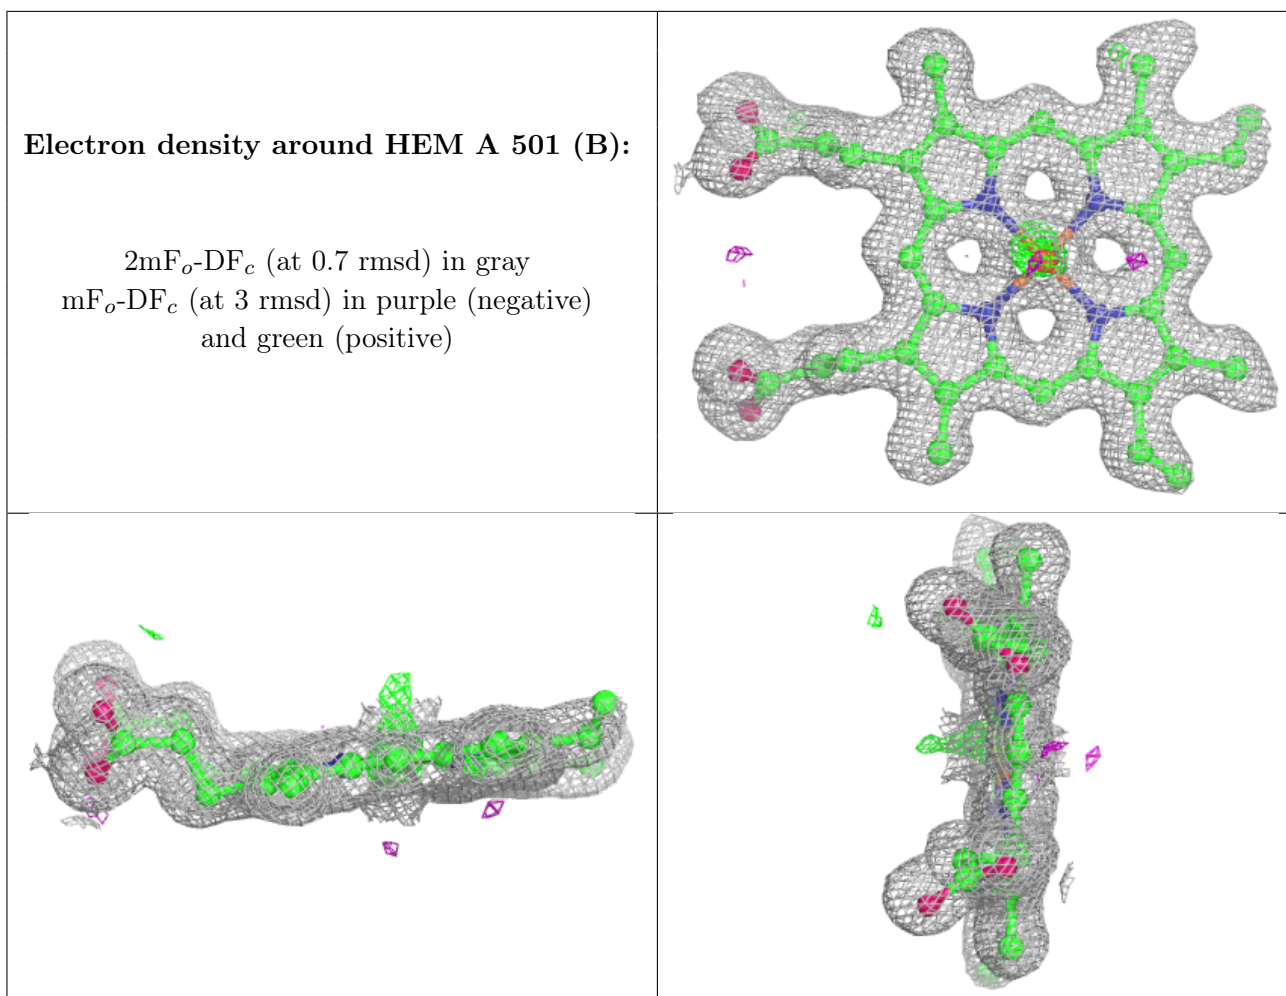 Electron density around HEM A 501 (B):
2mFo-DFc (at 0.7 rmsd) in gray
mFo-DFc (at 3 rmsd) in purple (negative)
and green (positive)